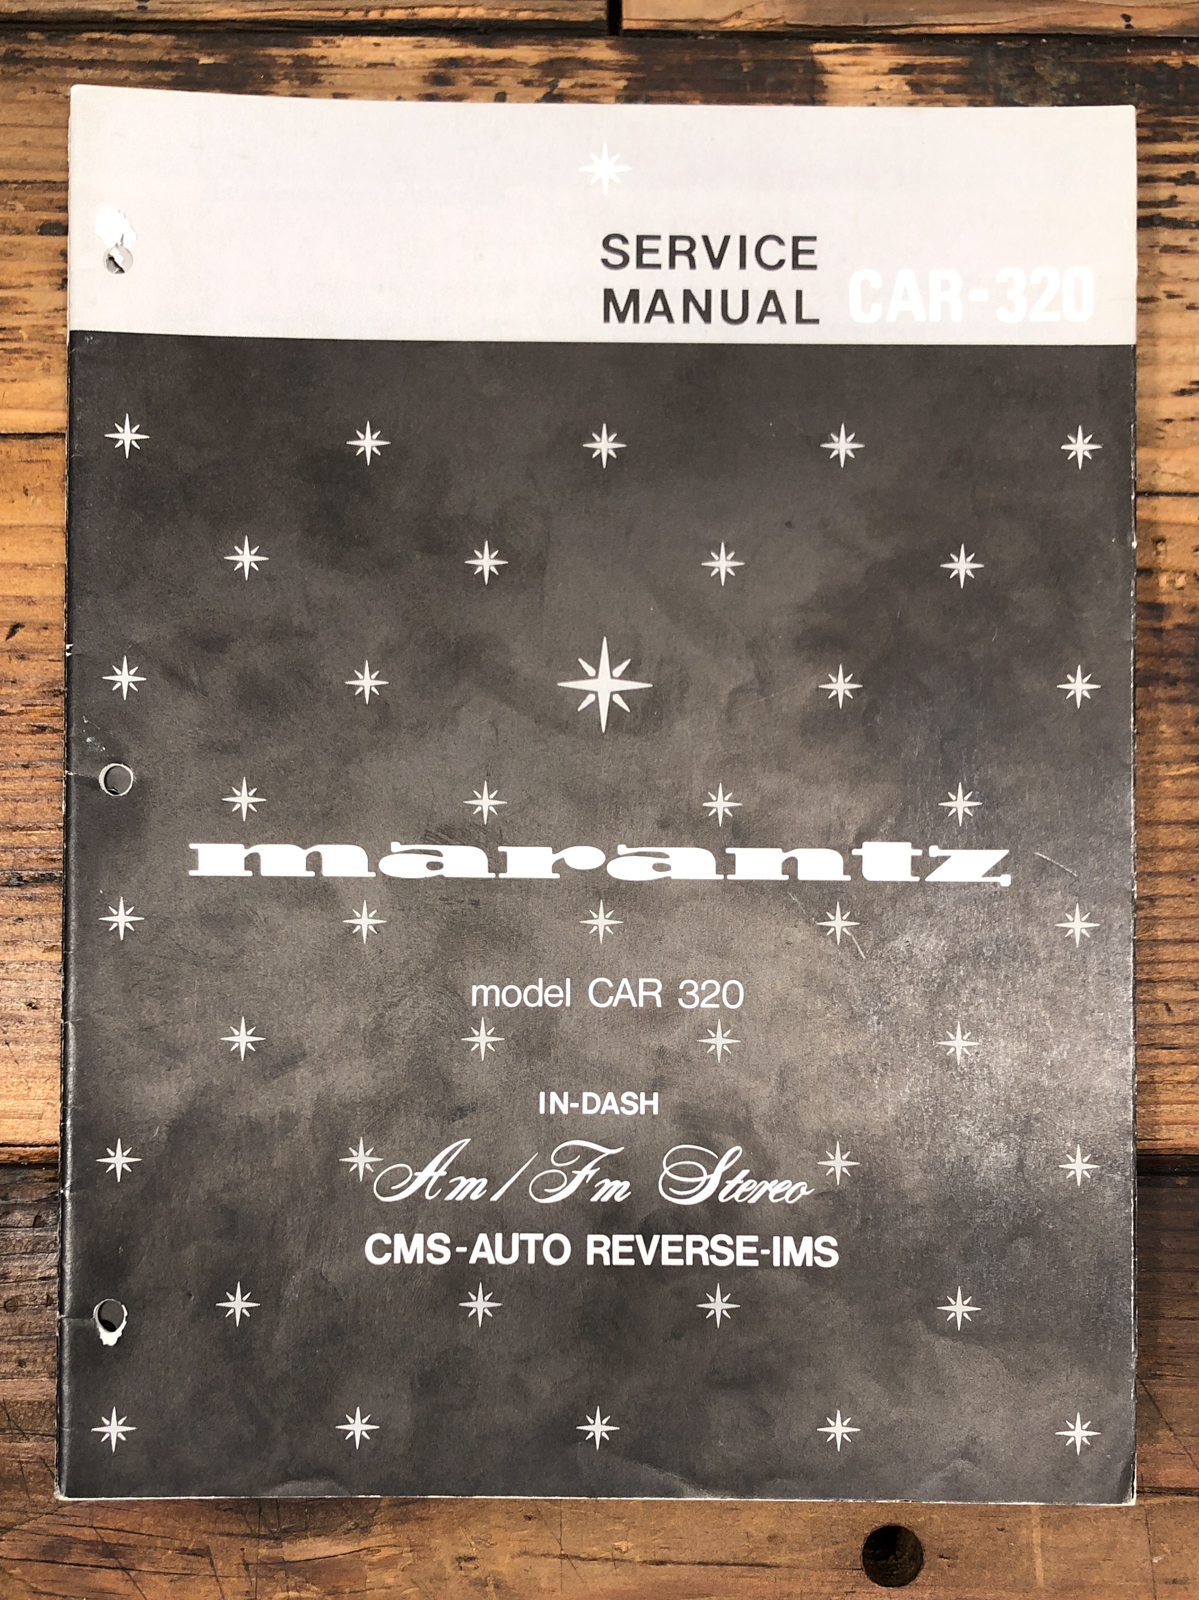 SERVICE
MANUAL CAR-320
marantz
model CAR 320
IN-DASH
Am/Fm Stereo
CMS-AUTO REVERSE-IMS